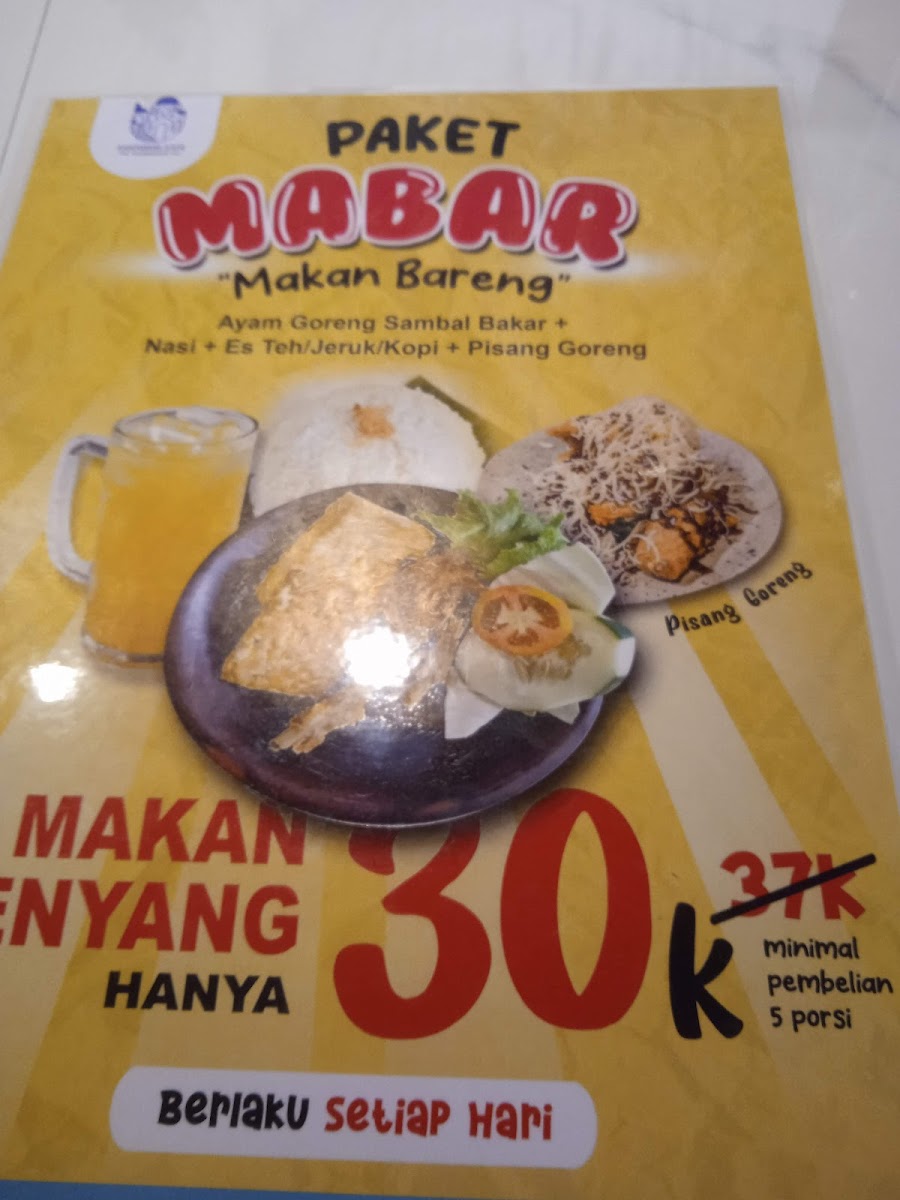 PAKET
MABAR
"Makan Bareng"
Ayam Goreng Sambal Bakar +
Nasi + Es Teh/Jeruk/Kopi + Pisang Goreng
Pisang Goreng
MAKAN
ENYANG
HANYA
30 k
37k
minimal
pembelian
5 porsi
Berlaku Setiap Hari